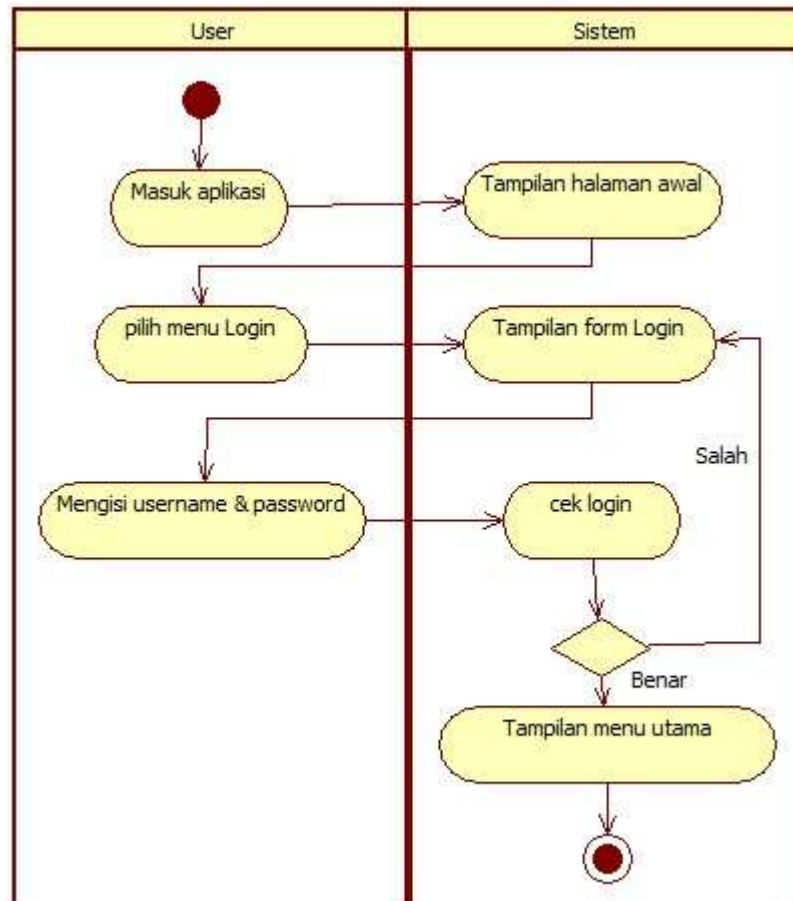 User
Sistem
Masuk aplikasi
Tampilan halaman awal
pilih menu Login
Tampilan form Login
Salah
Mengisi username & password
cek login
Benar
Tampilan menu utama